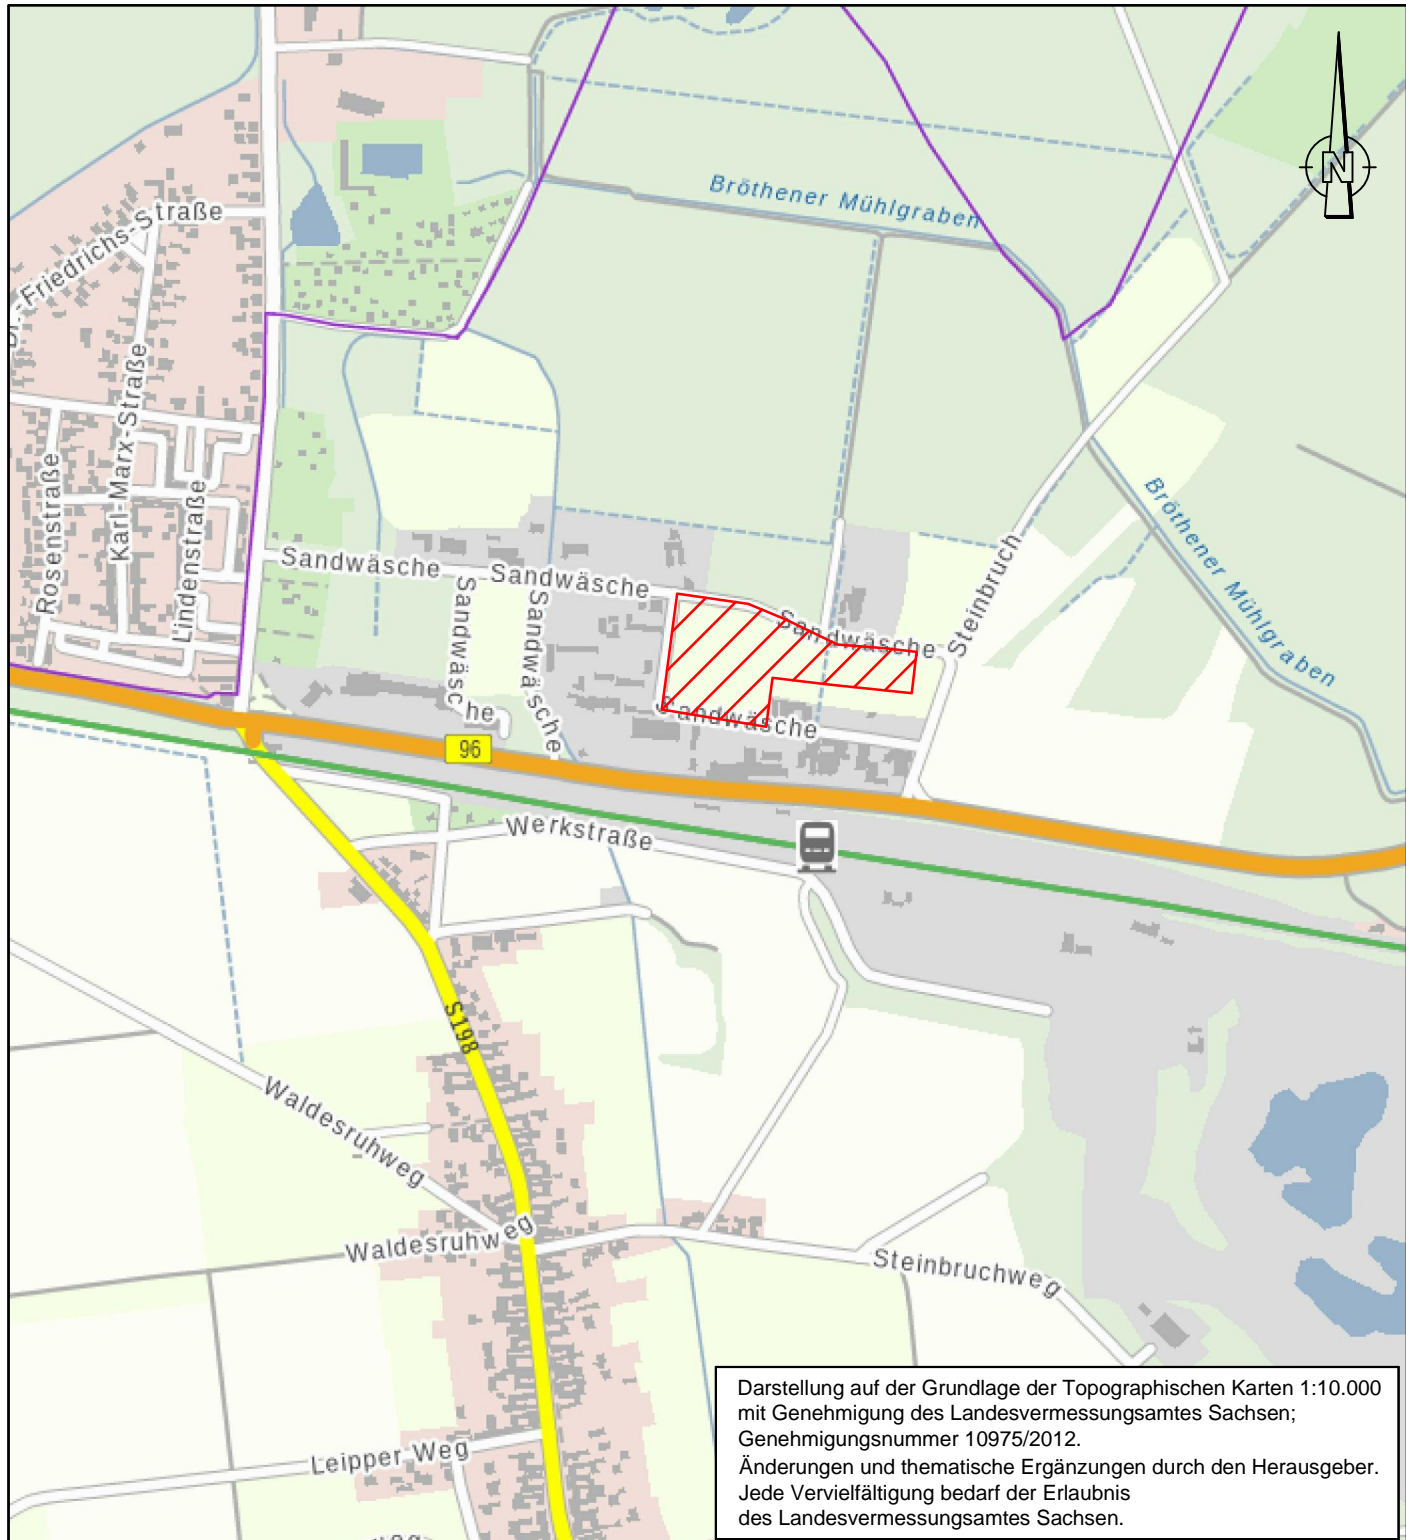 N
Bröthener Mühlgraben
-Friedrichs-Straße
Karl-Marx-Straße
Rosenstraße
Lindenstraße
Sandwäsche
Sandwäsche
Sandwäsche
Sandwäsche
Sandwäsche
Sandwäsche
Steinbruch
Bröthener Mühlgraben
96
Werkstraße
S198
Waldesruhweg
Waldesruhweg
Steinbruchweg
Leipper Weg
Darstellung auf der Grundlage der Topographischen Karten 1:10.000
mit Genehmigung des Landesvermessungsamtes Sachsen;
Genehmigungsnummer 10975/2012.
Änderungen und thematische Ergänzungen durch den Herausgeber.
Jede Vervielfältigung bedarf der Erlaubnis
des Landesvermessungsamtes Sachsen.